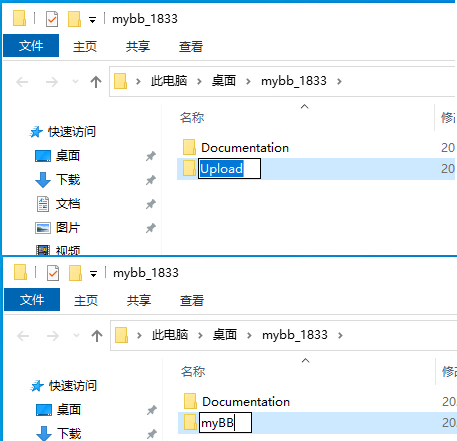 mybb_1833
文件 主页 共享 查看
此电脑 桌面 mybb_1833
名称
快速访问 Documentation 20
桌面 Upload 20
下载
文档
图片
视频
mybb_1833
文件 主页 共享 查看
此电脑 桌面 mybb_1833
名称 修改
快速访问
桌面 Documentation 20
下载 myBB 20